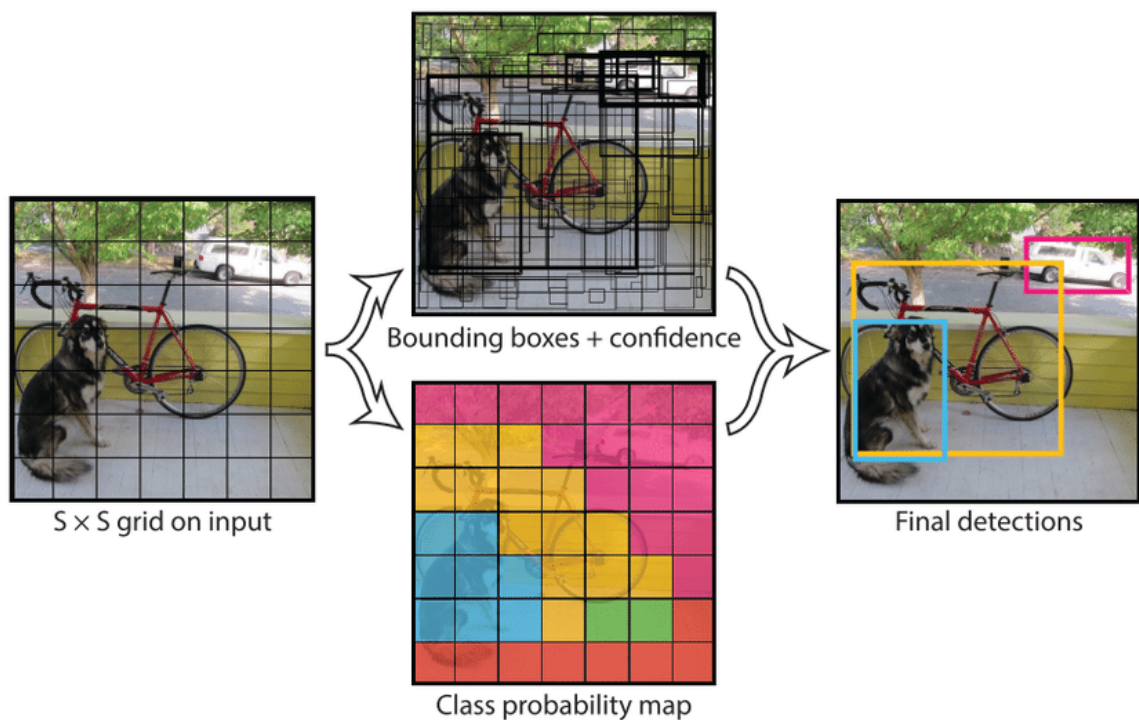 S × S grid on input
Bounding boxes + confidence
Class probability map
Final detections